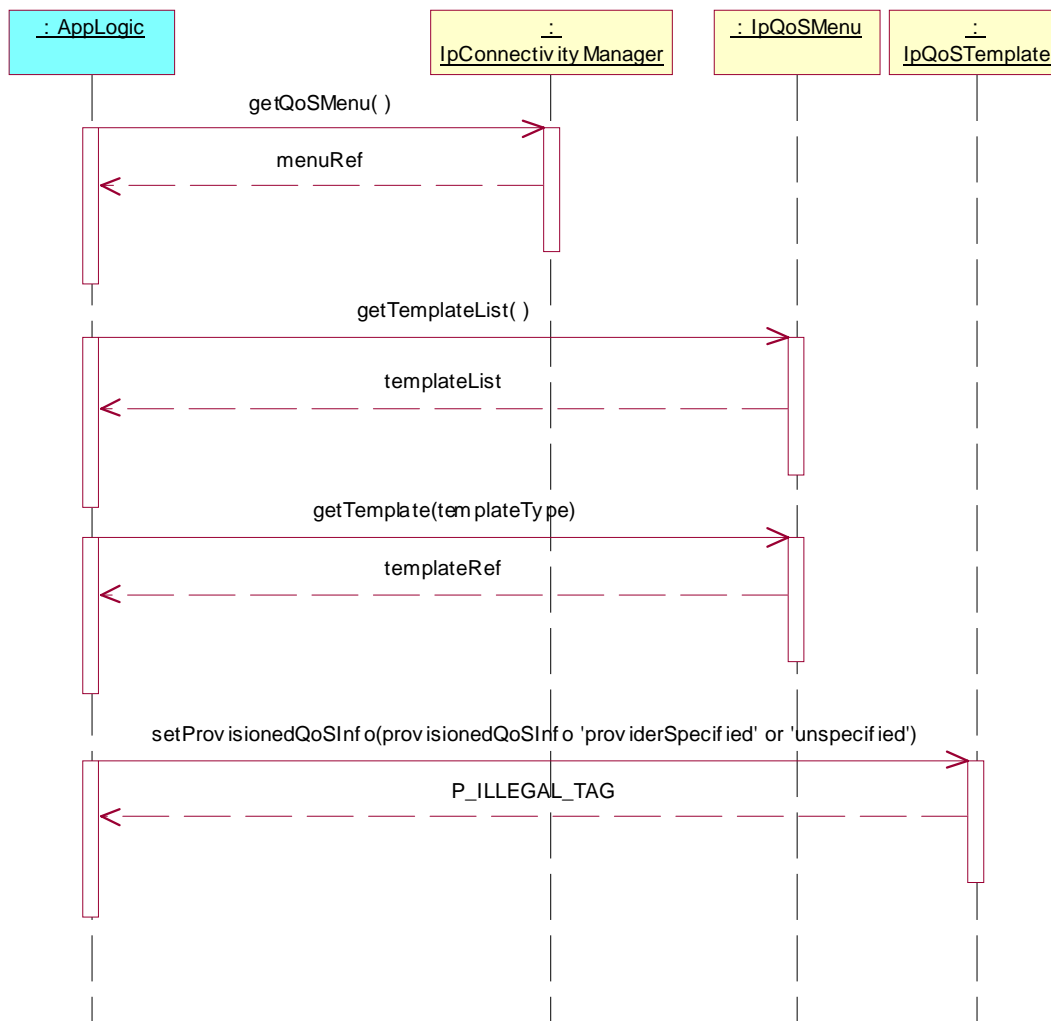 : AppLogic
:
IpConnectivityManager
: IpQoSMenu
:
IpQoSTemplate
getQoSMenu( )
menuRef
getTemplateList( )
templateList
getTemplate(templateType)
templateRef
setProvisionedQoSInfo(provisionedQoSInfo 'providerSpecified' or 'unspecified')
P_ILLEGAL_TAG